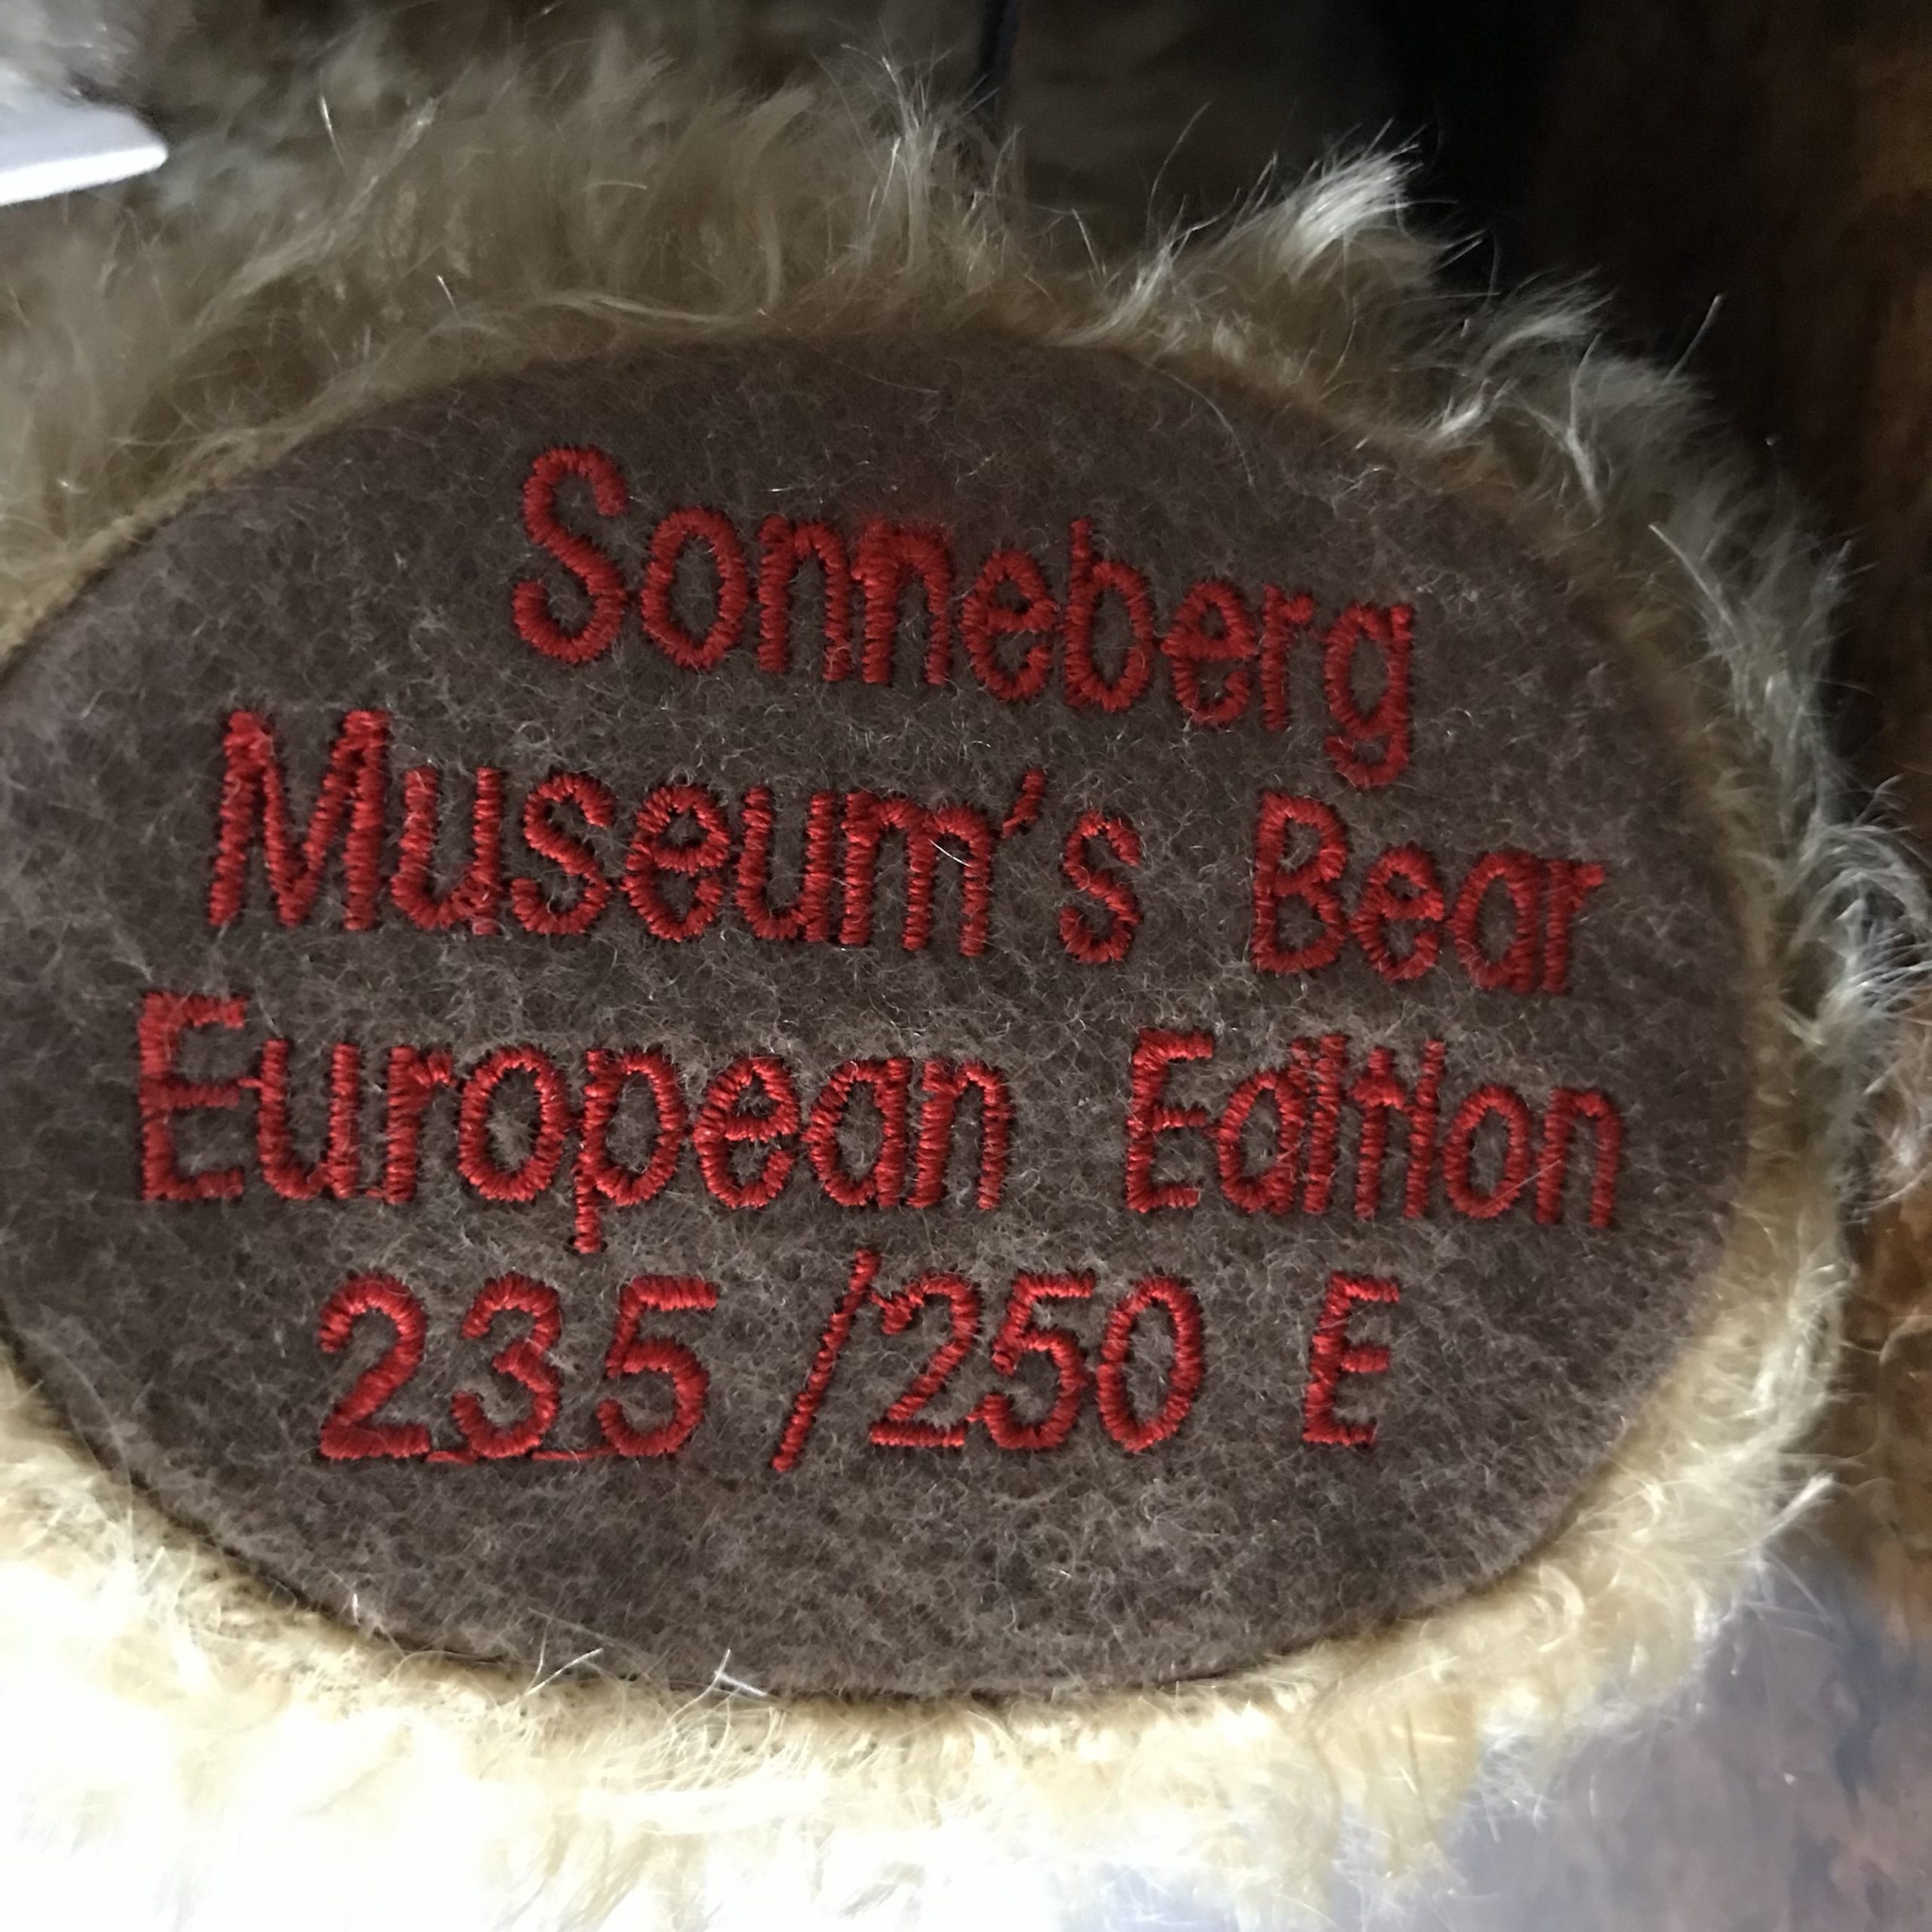 Sonneberg
Museum's Bear
European Edition
235/250 E